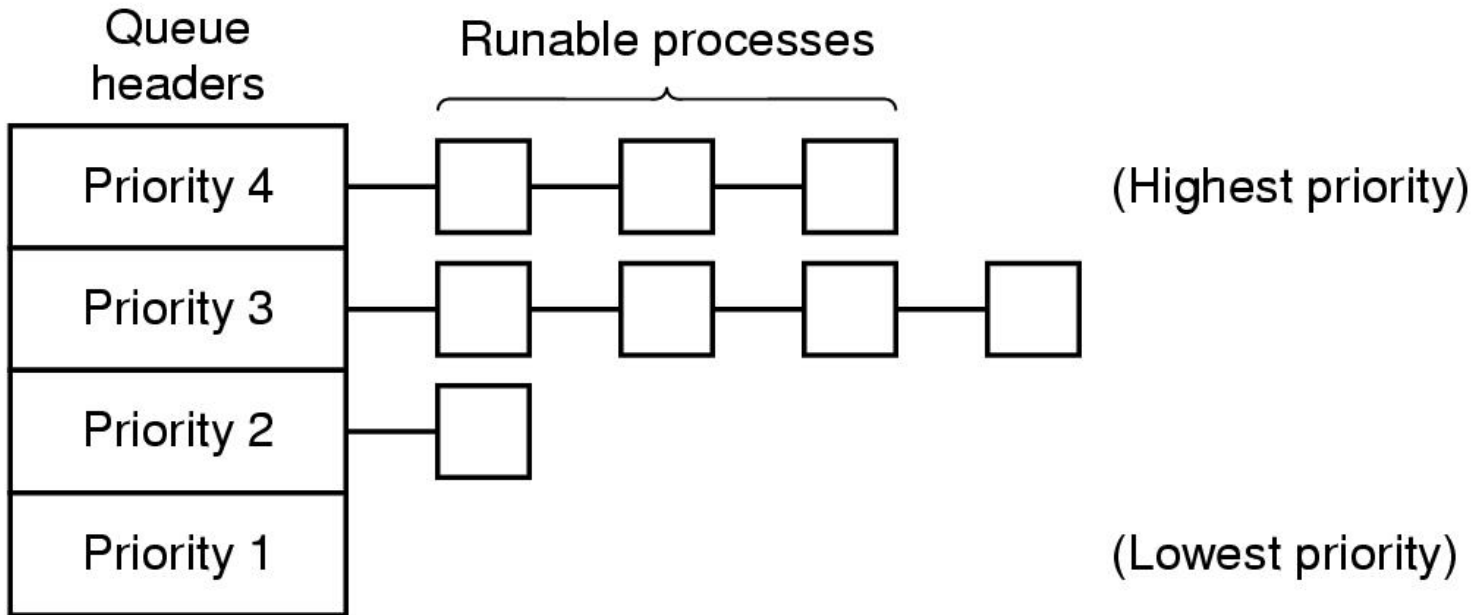 Queue
headers
Runable processes
Priority 4
(Highest priority)
Priority 3
Priority 2
Priority 1
(Lowest priority)